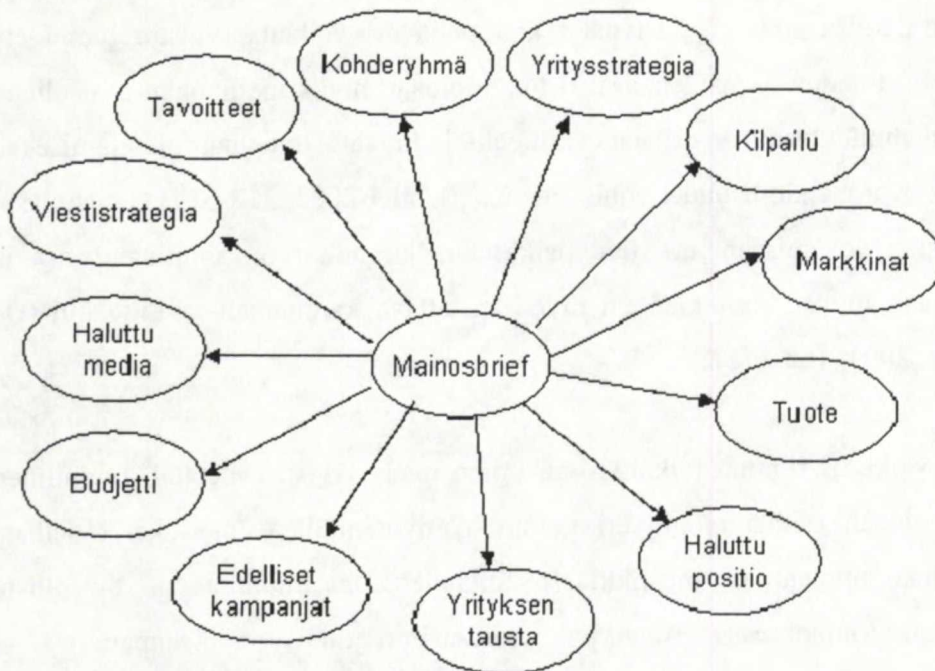 Kohderyhmä
Yritysstrategia
Tavoitteet
Kilpailu
Viestistrategia
Markkinat
Haluttu
media
Mainosbrief
Tuote
Budjetti
Haluttu
positio
Edelliset
kampanjat
Yrityksen
tausta